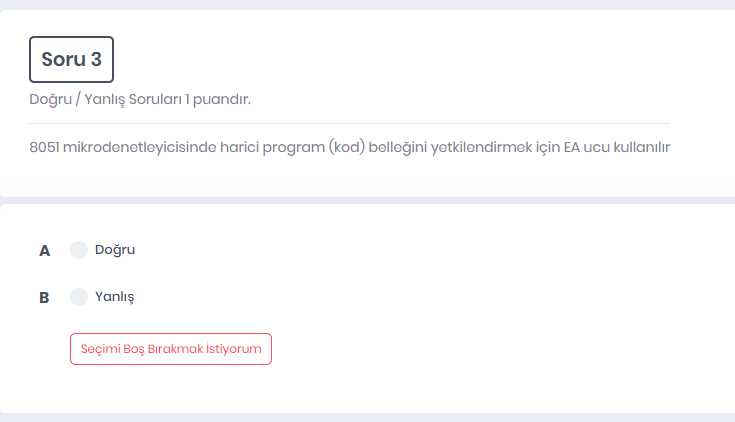 Soru 3
Doğru / Yanlış Soruları 1 puandır.
8051 mikrodenetleyicisinde harici program (kod) belleğini yetkilendirmek için EA ucu kullanılır
A Doğru
B Yanlış
Seçimi Boş Bırakmak İstiyorum